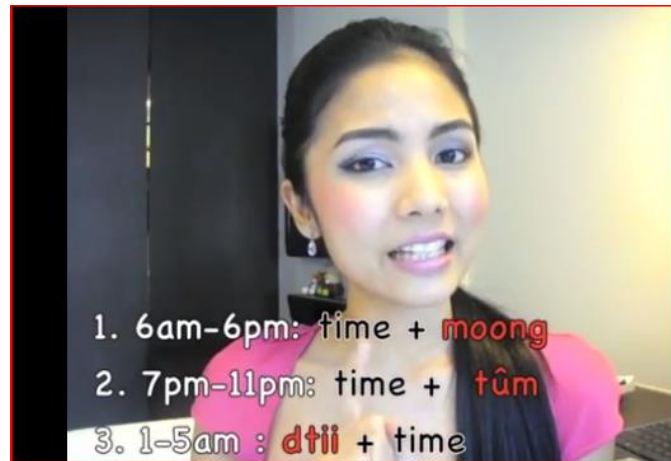 1. 6am-6pm: time + moong
2. 7pm-11pm: time + tûm
3. 1-5am : dtii + time